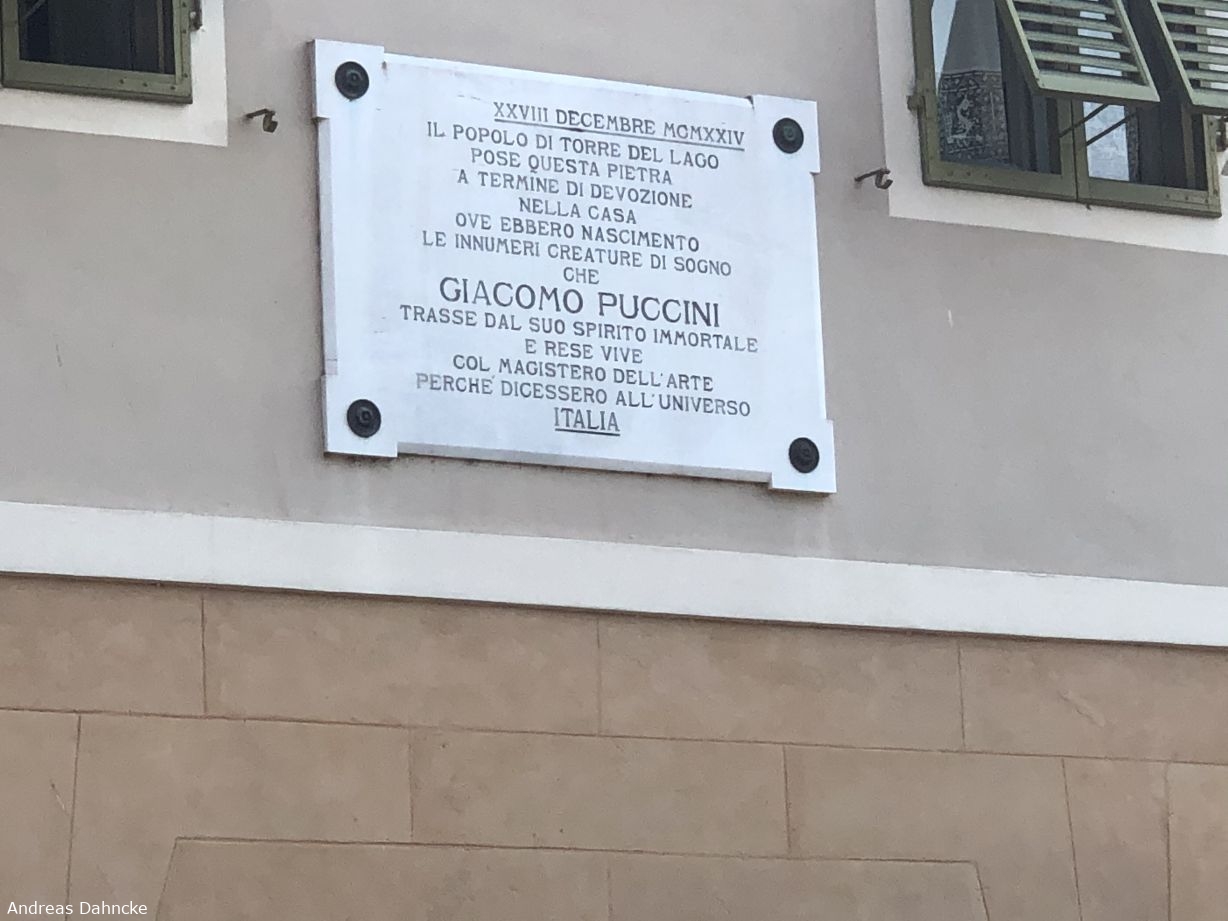 XXVIII DECEMBRE MCMXXIV
IL POPOLO DI TORRE DEL LAGO
POSE QUESTA PIETRA
A TERMINE DI DEVOZIONE
NELLA CASA
OVE EBBERO NASCIMENTO
LE INNUMERI CREATURE DI SOGNO
CHE
GIACOMO PUCCINI
TRASSE DAL SUO SPIRITO IMMORTALE
E RESE VIVE
COL MAGISTERO DELL'ARTE
PERCHE' DICESSERO ALL'UNIVERSO
ITALIA
Andreas Dahncke